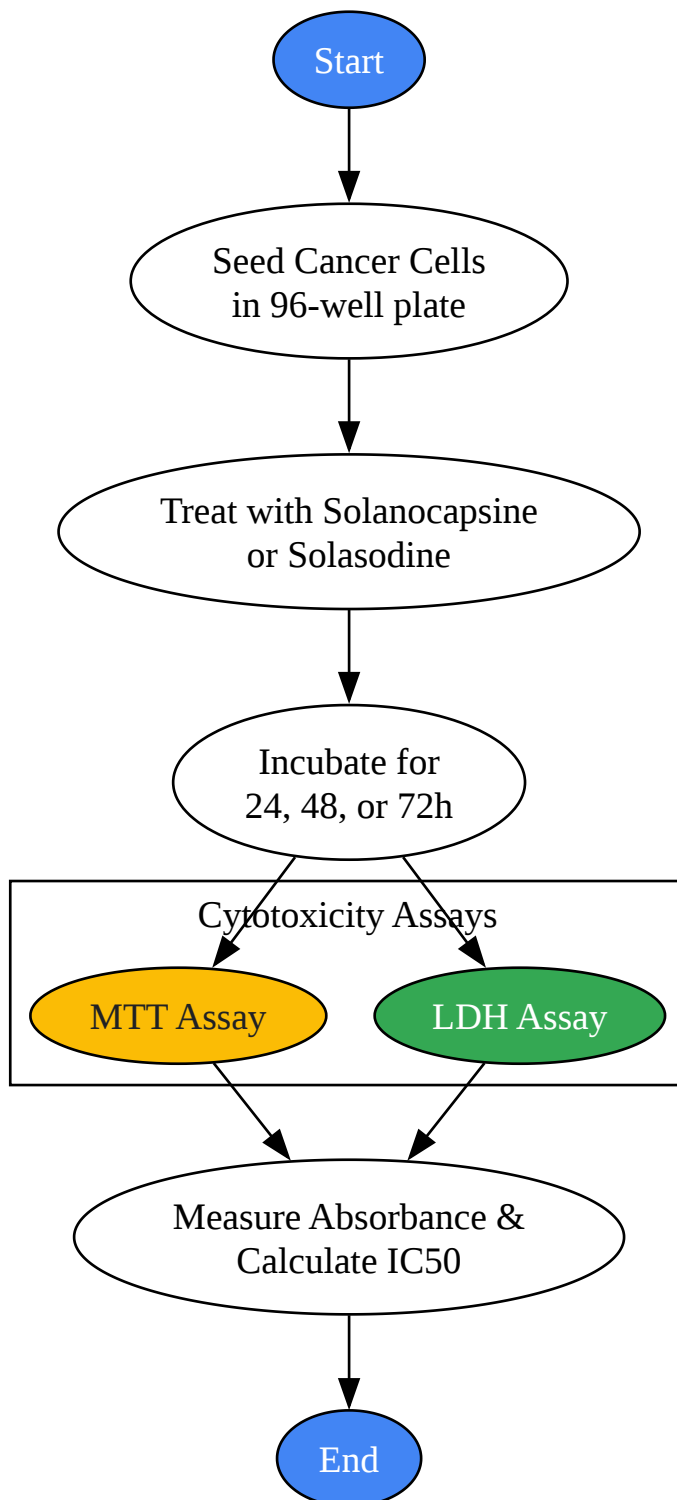 Start
Seed Cancer Cells
in 96-well plate
Treat with Solanocapsine
or Solasodine
Incubate for
24, 48, or 72h
Cytotoxicity Assays
MTT Assay
LDH Assay
Measure Absorbance &
Calculate IC50
End